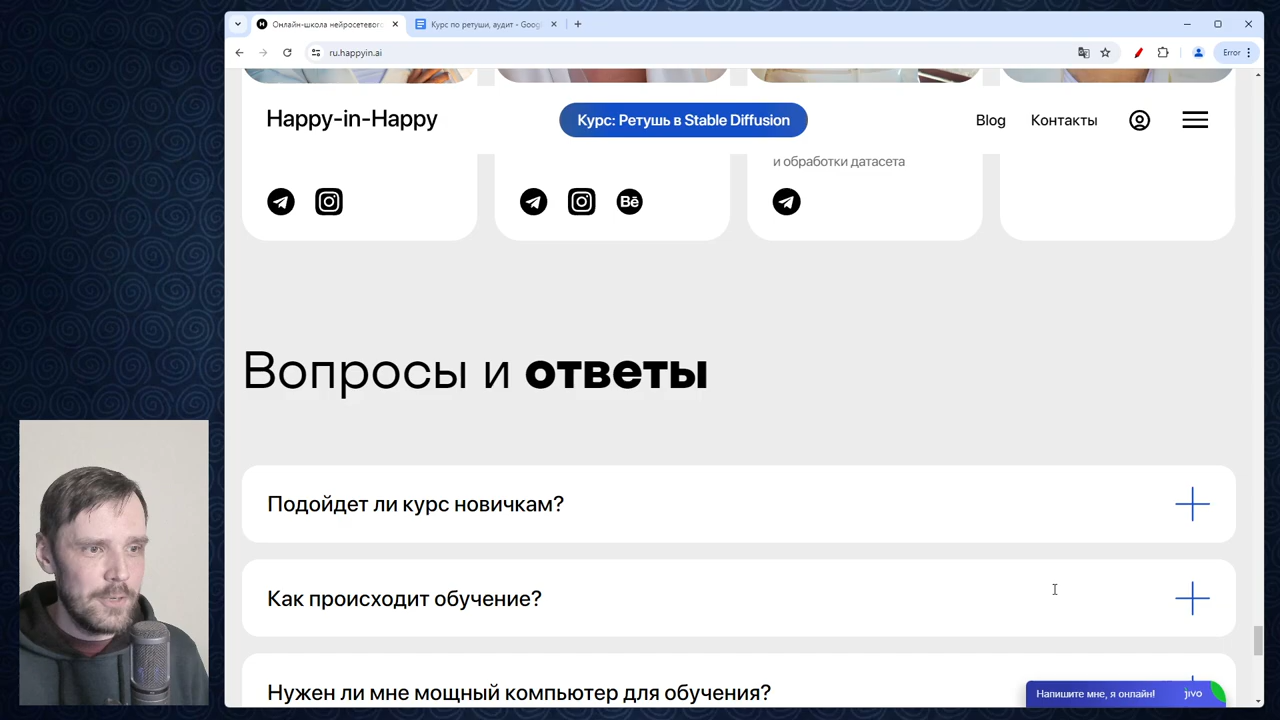 Онлайн-школа нейросетевого
Курс по ретуши, аудит - Goog
ru.happyin.ai
Error
Happy-in-Happy
Курс: Ретушь в Stable Diffusion
Blog
Контакты
и обработки датасета
Bē
Вопросы и ответы
Подойдет ли курс новичкам?
Как происходит обучение?
Нужен ли мне мощный компьютер для обучения?
Напишите мне, я онлайн!
jivo